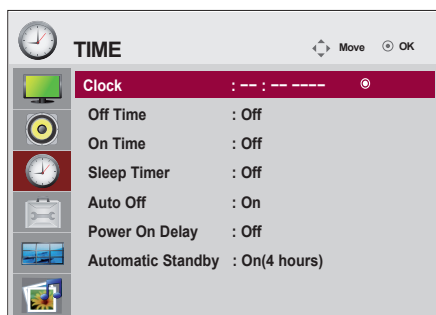 TIME Move OK
Clock : -- : -- ----
Off Time : Off
On Time : Off
Sleep Timer : Off
Auto Off : On
Power On Delay : Off
Automatic Standby : On(4 hours)